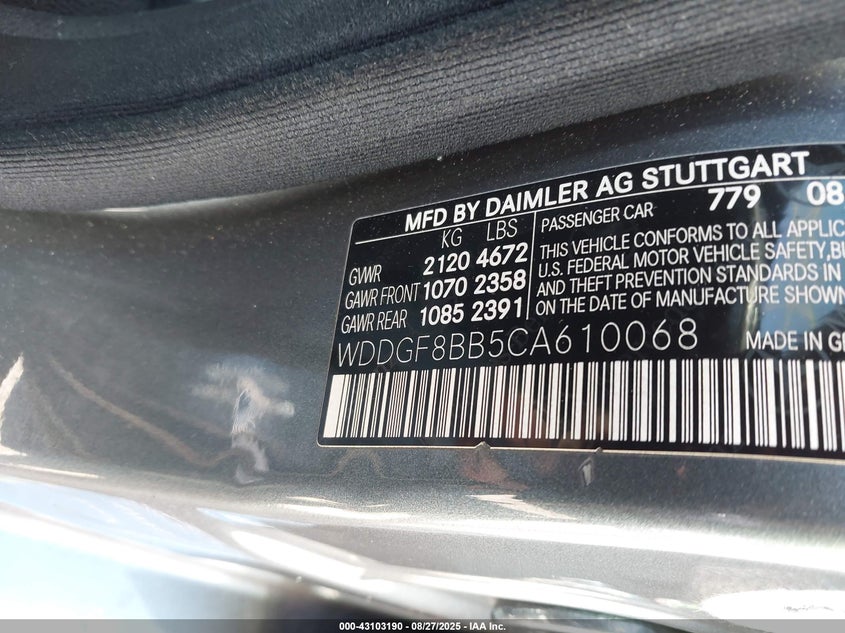 MFD BY DAIMLER AG STUTTGART
KG LBS
GVWR 2120 4672
GAWR FRONT 1070 2358
GAWR REAR 1085 2391
PASSENGER CAR 779 08
THIS VEHICLE CONFORMS TO ALL
U.S. FEDERAL MOTOR VEHICLE SAFETY,
AND THEFT PREVENTION STANDARDS IN
ON THE DATE OF MANUFACTURE SHOWN
WDDGF8BB5CA610068
MADE IN
000-43103190 - 08/27/2025 - IAA Inc.